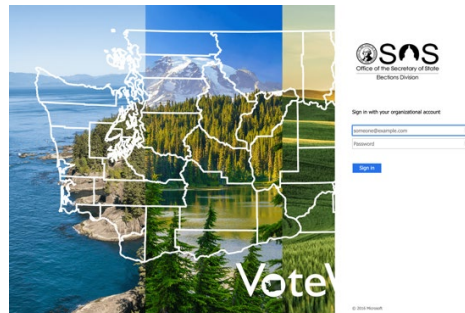 SOS
Office of the Secretary of State
Elections Division
Sign in with your organizational account
someone@example.com
Password
Sign in
VoteW
© 2016 Microsoft